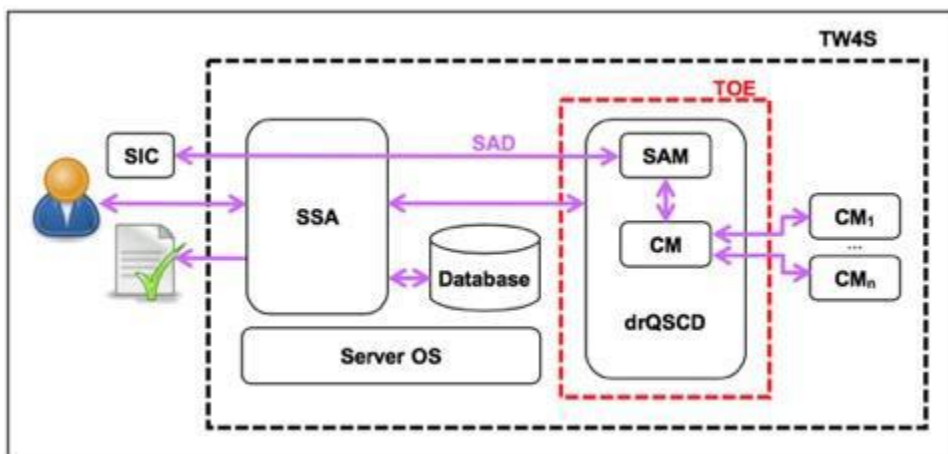 TW4S
TOE
SIC
SAD
SAM
SSA
CM
CM₁
...
CMₙ
Database
drQSCD
Server OS